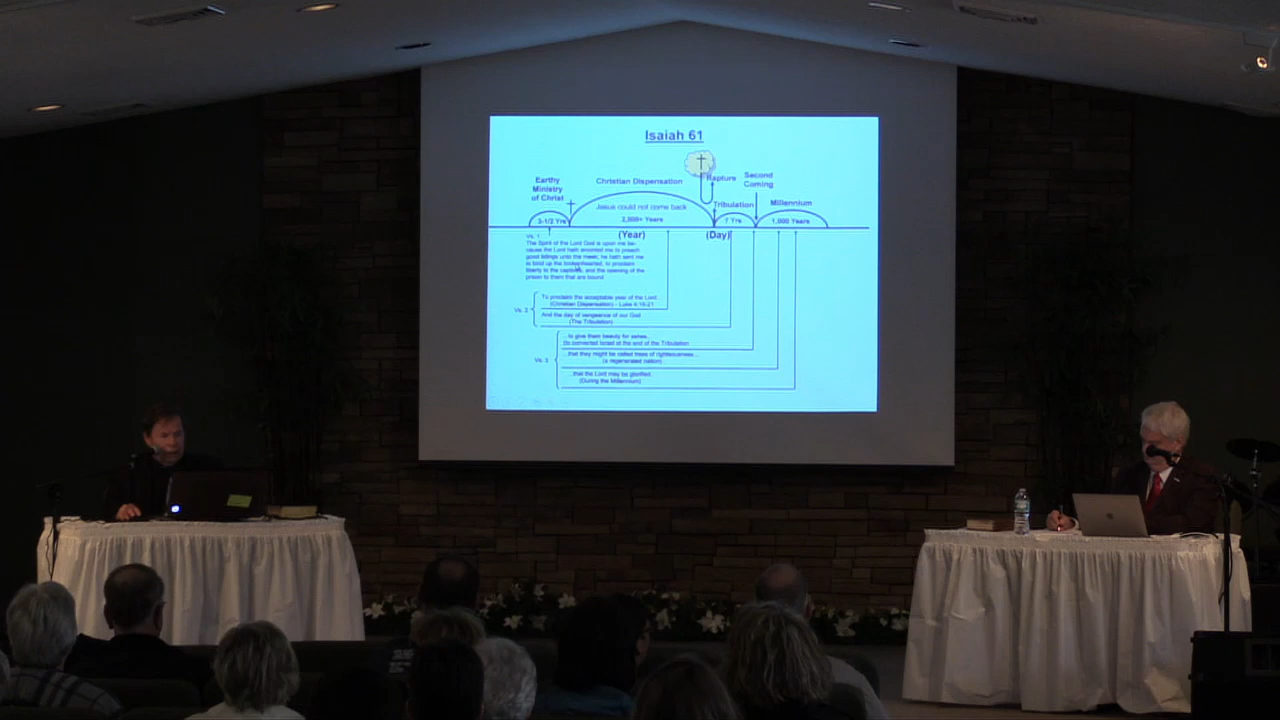 Isaiah 61
Earthy
Ministry
of Christ
Christian Dispensation
Rapture
Second
Coming
Jesus could not come back
Tribulation
Millennium
3-1/2 Yrs
2,000+ Years
7 Yrs
1,000 Years
(Year)
(Day)
Vs. 1
The Spirit of the Lord God is upon me be-
cause the Lord hath anointed me to preach
good tidings unto the meek; he hath sent me
to bind up the brokenhearted, to proclaim
liberty to the captives, and the opening of the
prison to them that are bound
Vs. 2
To proclaim the acceptable year of the Lord...
(Christian Dispensation) - Luke 4:16-21
And the day of vengeance of our God
(The Tribulation)
Vs. 3
...to give them beauty for ashes...
(to converted Israel at the end of the Tribulation
...that they might be called trees of righteousness...
(a regenerated nation)
...that the Lord may be glorified.
(During the Millennium)